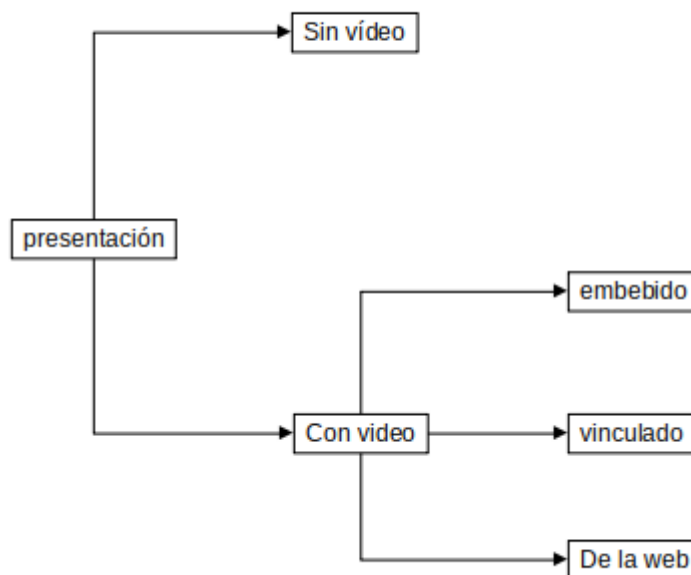 Sin vídeo
presentación
embebido
Con video
vinculado
De la web